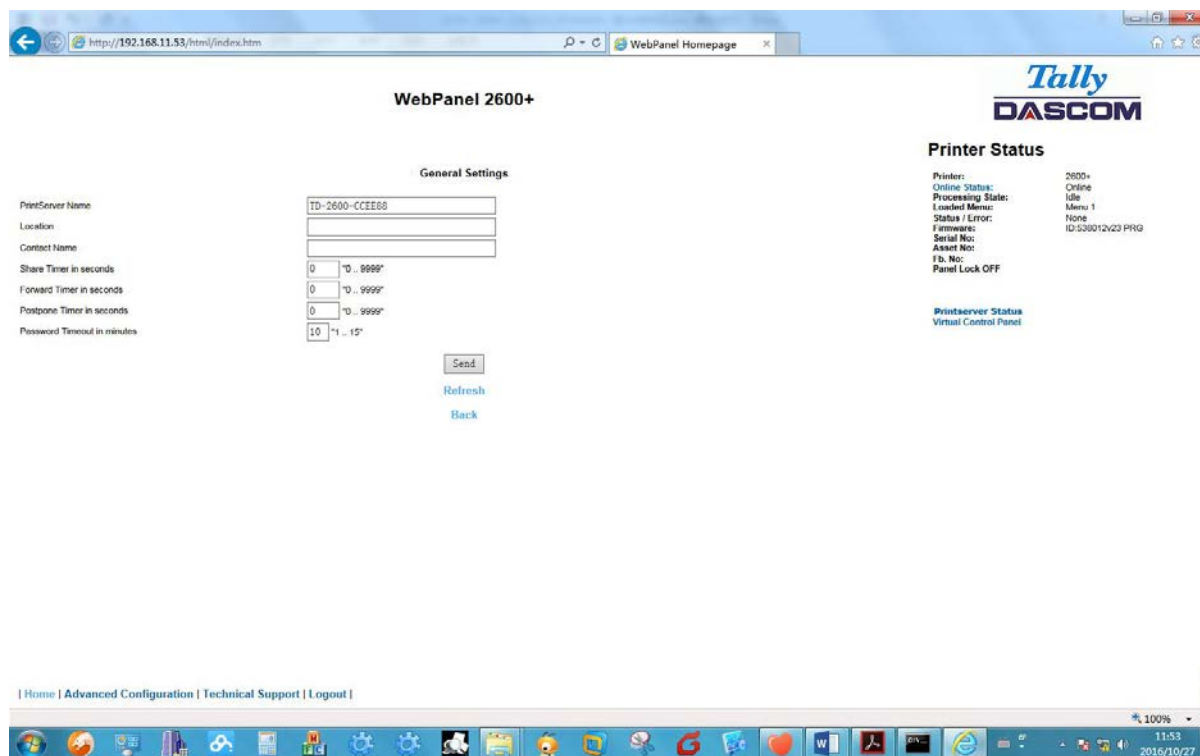 http://192.168.11.53/html/index.htm
WebPanel Homepage
WebPanel 2600+
Tally
DASCOM
General Settings
PrintServer Name TD-2600-CCEE88
Location
Contact Name
Share Timer in seconds 0 "0 .. 9999"
Forward Timer in seconds 0 "0 .. 9999"
Postpone Timer in seconds 0 "0 .. 9999"
Password Timeout in minutes 10 "1 .. 15"
Send
Refresh
Back
Printer Status
Printer: 2600+
Online Status: Online
Processing State: Idle
Loaded Menu: Menu 1
Status / Error: None
Firmware: ID:538012v23 PRG
Serial No:
Asset No:
Fb. No:
Panel Lock OFF
Printserver Status
Virtual Control Panel
| Home | Advanced Configuration | Technical Support | Logout |
100%
11:53